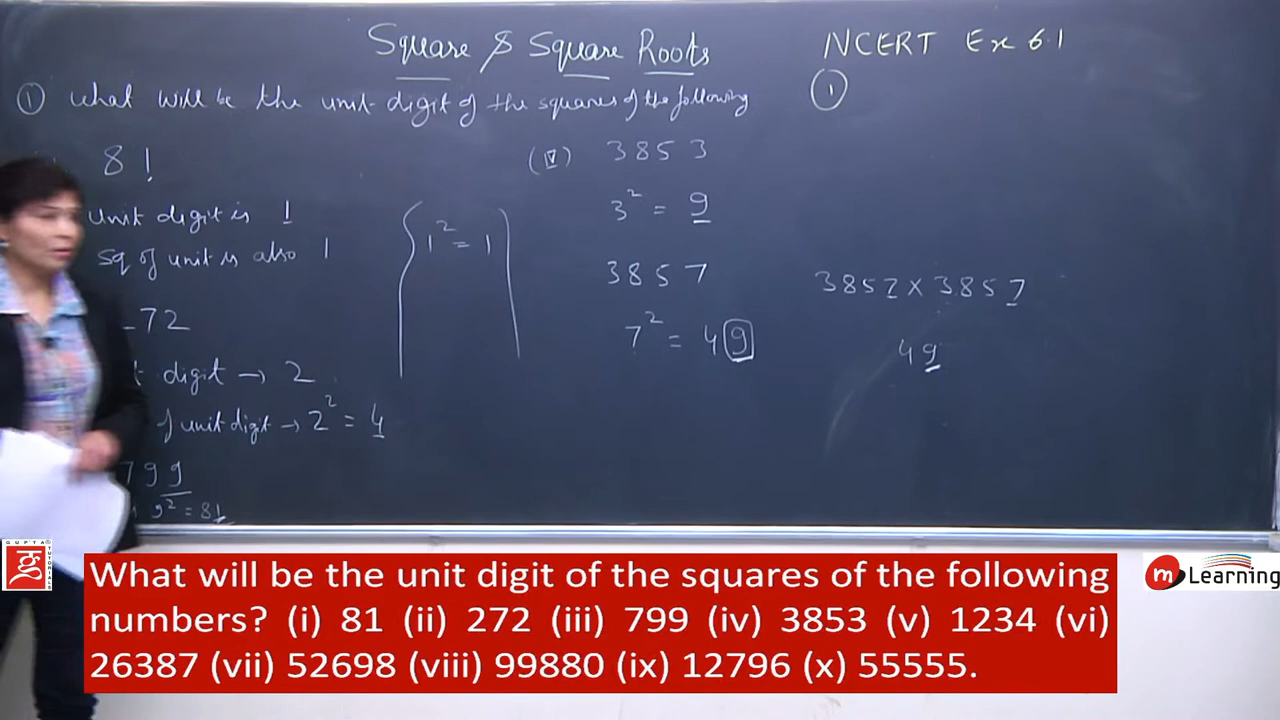 Square & Square Roots
NCERT Ex 6.1
① What will be the unit digit of the squares of the following
①
81
unit digit is 1
sq of unit is also 1
272
digit → 2
of unit digit → 2² = 4
799
9² = 81
1² = 1
(iv) 3853
3² = 9
3857
7² = 49
3857 × 3857
49
GUPTA TUTORIALS
What will be the unit digit of the squares of the following
numbers? (i) 81 (ii) 272 (iii) 799 (iv) 3853 (v) 1234 (vi)
26387 (vii) 52698 (viii) 99880 (ix) 12796 (x) 55555.
m Learning